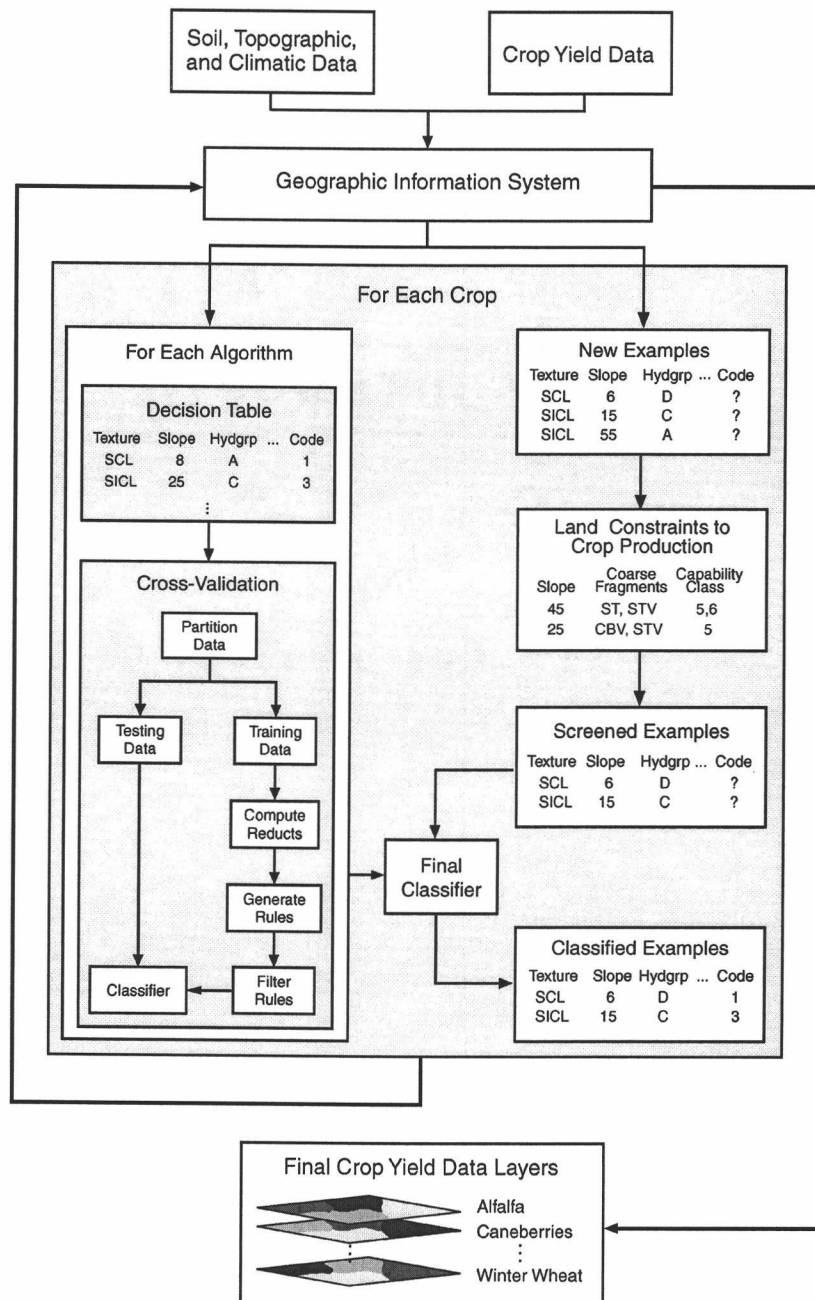 Soil, Topographic,
and Climatic Data
Crop Yield Data
Geographic Information System
For Each Crop
For Each Algorithm
Decision Table
Texture Slope Hydgrp ... Code
SCL 8 A 1
SICL 25 C 3
⋮
Cross-Validation
Partition
Data
Testing
Data
Training
Data
Compute
Reducts
Generate
Rules
Filter
Rules
Classifier
New Examples
Texture Slope Hydgrp ... Code
SCL 6 D ?
SICL 15 C ?
SICL 55 A ?
Land Constraints to
Crop Production
Slope Coarse Fragments Capability Class
45 ST, STV 5,6
25 CBV, STV 5
Screened Examples
Texture Slope Hydgrp ... Code
SCL 6 D ?
SICL 15 C ?
Final
Classifier
Classified Examples
Texture Slope Hydgrp ... Code
SCL 6 D 1
SICL 15 C 3
Final Crop Yield Data Layers
Alfalfa
Caneberries
⋮
Winter Wheat